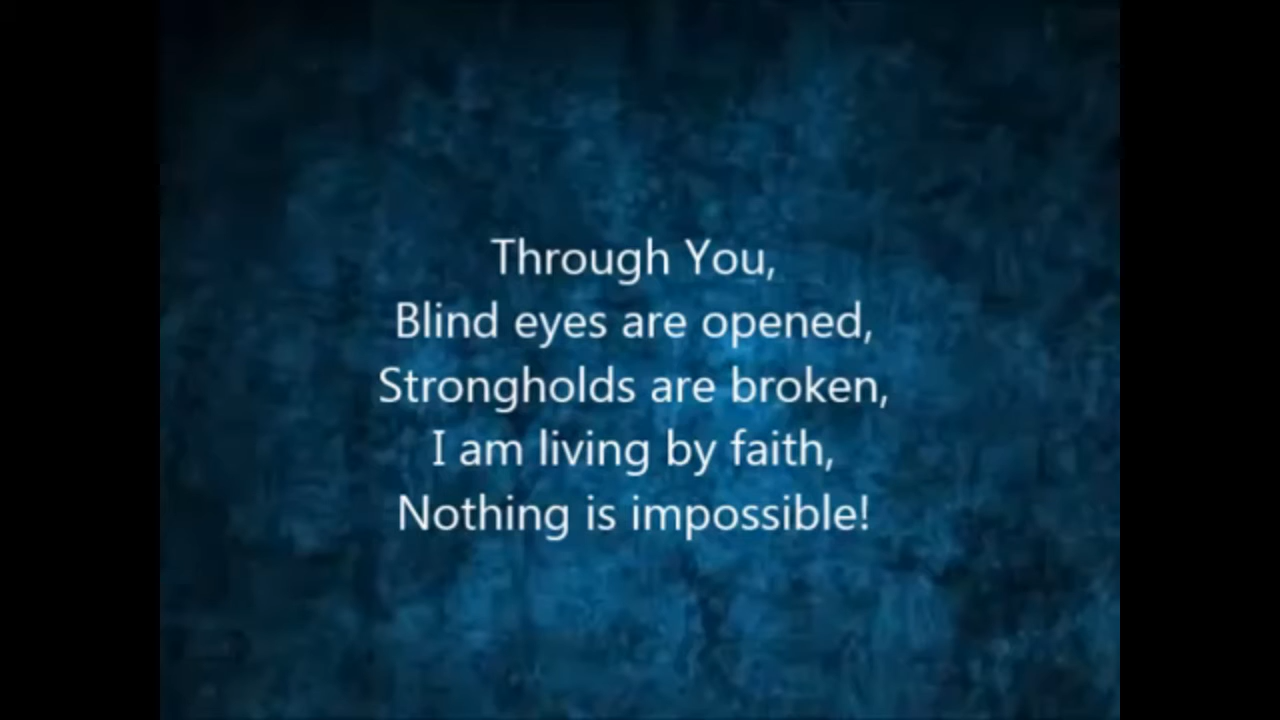 Through You,
Blind eyes are opened,
Strongholds are broken,
I am living by faith,
Nothing is impossible!